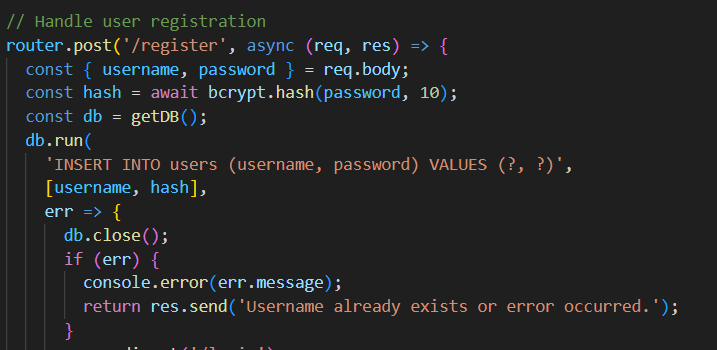 // Handle user registration
router.post('/register', async (req, res) => {
const { username, password } = req.body;
const hash = await bcrypt.hash(password, 10);
const db = getDB();
db.run(
'INSERT INTO users (username, password) VALUES (?, ?)',
[username, hash],
err => {
db.close();
if (err) {
console.error(err.message);
return res.send('Username already exists or error occurred.');
}